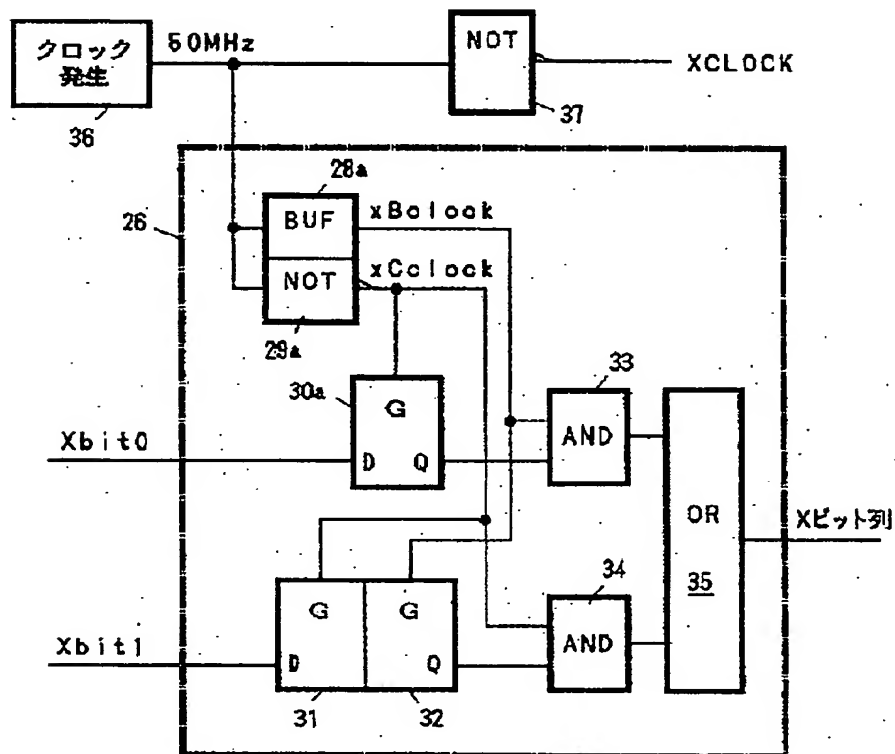 クロック
発生
36
50MHz
NOT
37
XCLOCK
26
28a
BUF
xBclock
NOT
xCclock
29a
30a
G
D Q
33
AND
Xbit0
OR
35
Xビット列
34
AND
Xbit1
G G
D Q
31 32